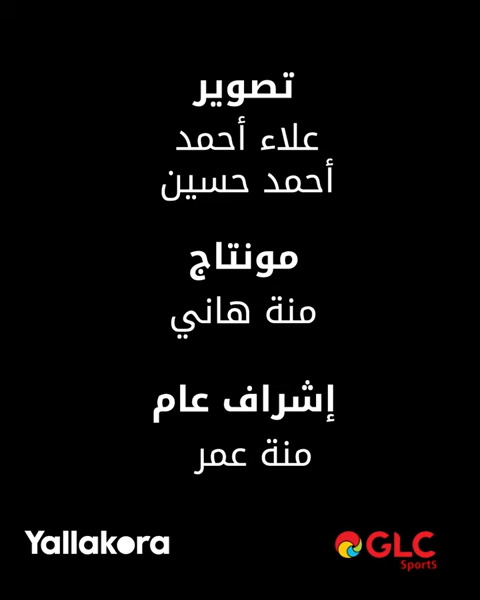 تصوير
علاء أحمد
أحمد حسين
مونتاج
منة هاني
إشراف عام
منة عمر
Yallakora
GLC
Sports